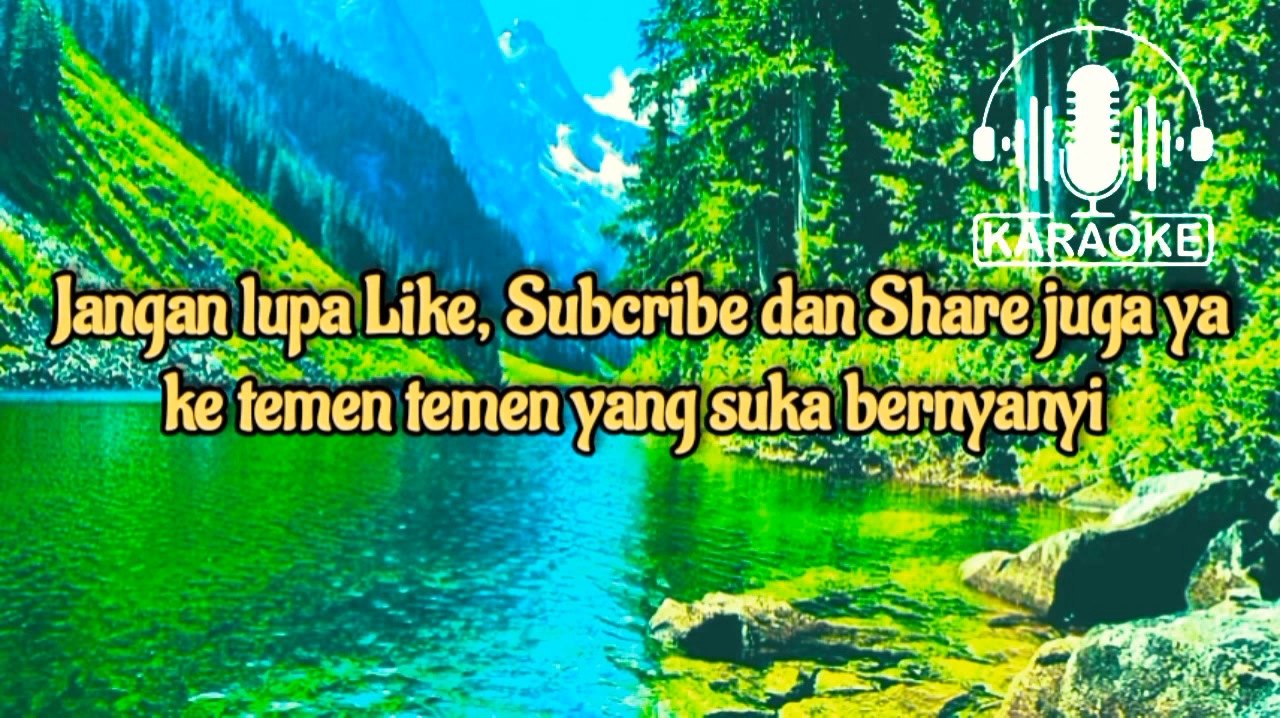 KARAOKE
Jangan lupa Like, Subcribe dan Share juga ya
ke temen temen yang suka bernyanyi